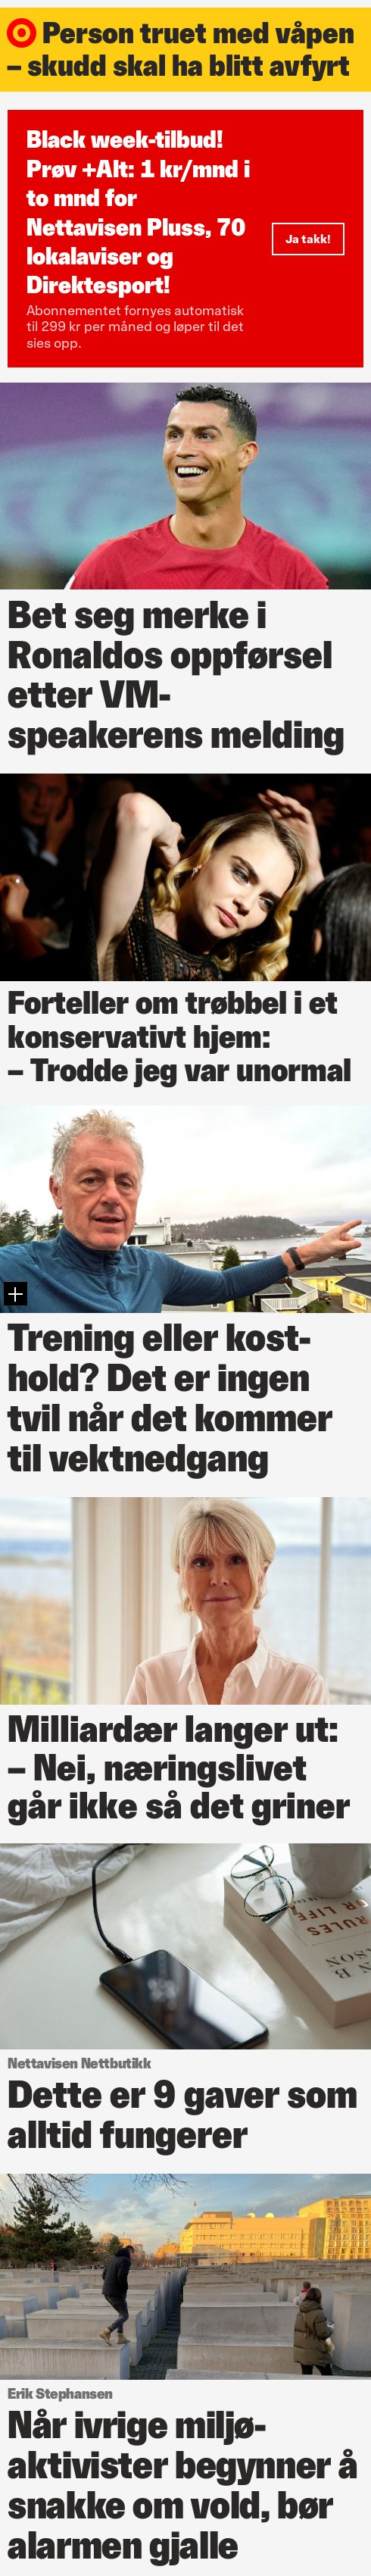 Person truet med våpen
– skudd skal ha blitt avfyrt
Black week-tilbud!
Prøv +Alt: 1 kr/mnd i
to mnd for
Nettavisen Pluss, 70
lokalaviser og
Direktesport!
Ja takk!
Abonnementet fornyes automatisk
til 299 kr per måned og løper til det
sies opp.
Bet seg merke i
Ronaldos oppførsel
etter VM-
speakerens melding
Forteller om trøbbel i et
konservativt hjem:
– Trodde jeg var unormal
Trening eller kost-
hold? Det er ingen
tvil når det kommer
til vektnedgang
Milliardær langer ut:
– Nei, næringslivet
går ikke så det griner
RULES
Nettavisen Nettbutikk
Dette er 9 gaver som
alltid fungerer
Erik Stephansen
Når ivrige miljø-
aktivister begynner å
snakke om vold, bør
alarmen gjalle